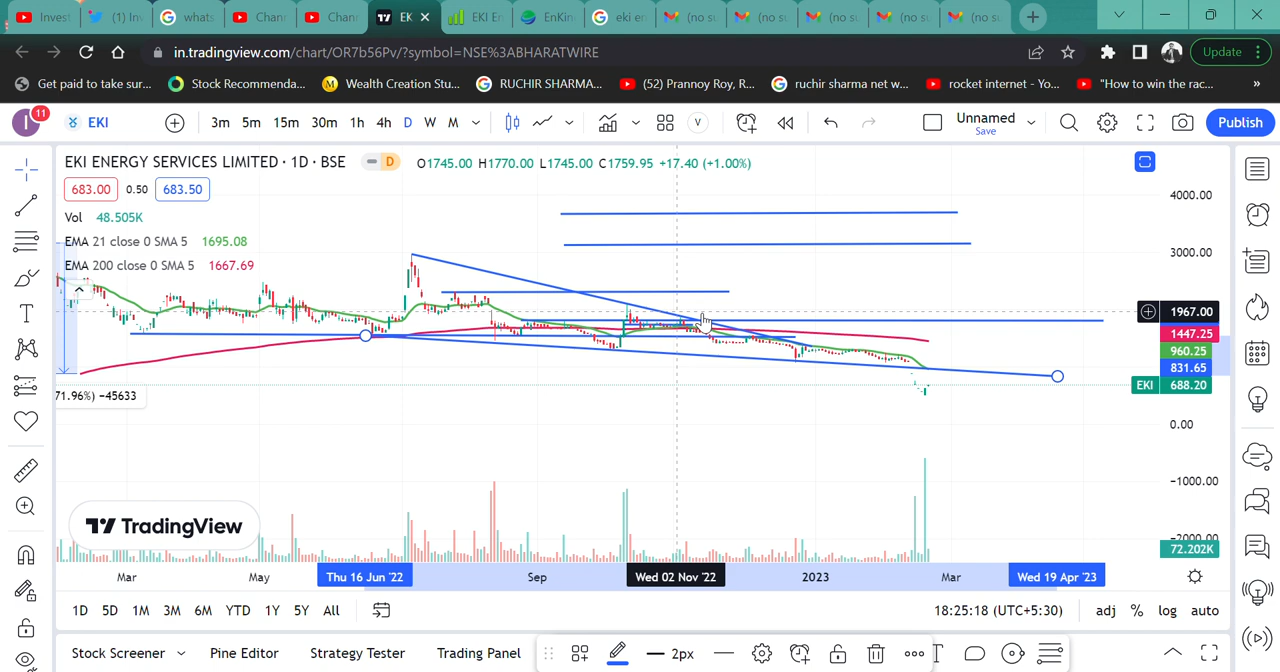 Invest (1) Inv whats Chann Chann EK EKI En EnKin eki en (no su (no su (no su (no su (no su
in.tradingview.com/chart/OR7b56Pv/?symbol=NSE%3ABHARATWIRE Update
Get paid to take sur... Stock Recommenda... Wealth Creation Stu... RUCHIR SHARMA... (52) Prannoy Roy, R... ruchir sharma net w... rocket internet - Yo... "How to win the rac... »
I 11 EKI 3m 5m 15m 30m 1h 4h D W M V Unnamed Save Publish
EKI ENERGY SERVICES LIMITED · 1D · BSE D O1745.00 H1770.00 L1745.00 C1759.95 +17.40 (+1.00%)
683.00 0.50 683.50
4000.00
Vol 48.505K
EMA 21 close 0 SMA 5 1695.08
3000.00
EMA 200 close 0 SMA 5 1667.69
1967.00
1447.25
960.25
831.65
EKI 688.20
71.96%) −45633
0.00
−1000.00
TradingView
−2000.00
72.202K
Mar May Thu 16 Jun '22 Sep Wed 02 Nov '22 2023 Mar Wed 19 Apr '23
1D 5D 1M 3M 6M YTD 1Y 5Y All 18:25:18 (UTC+5:30) adj % log auto
Stock Screener Pine Editor Strategy Tester Trading Panel 2px T